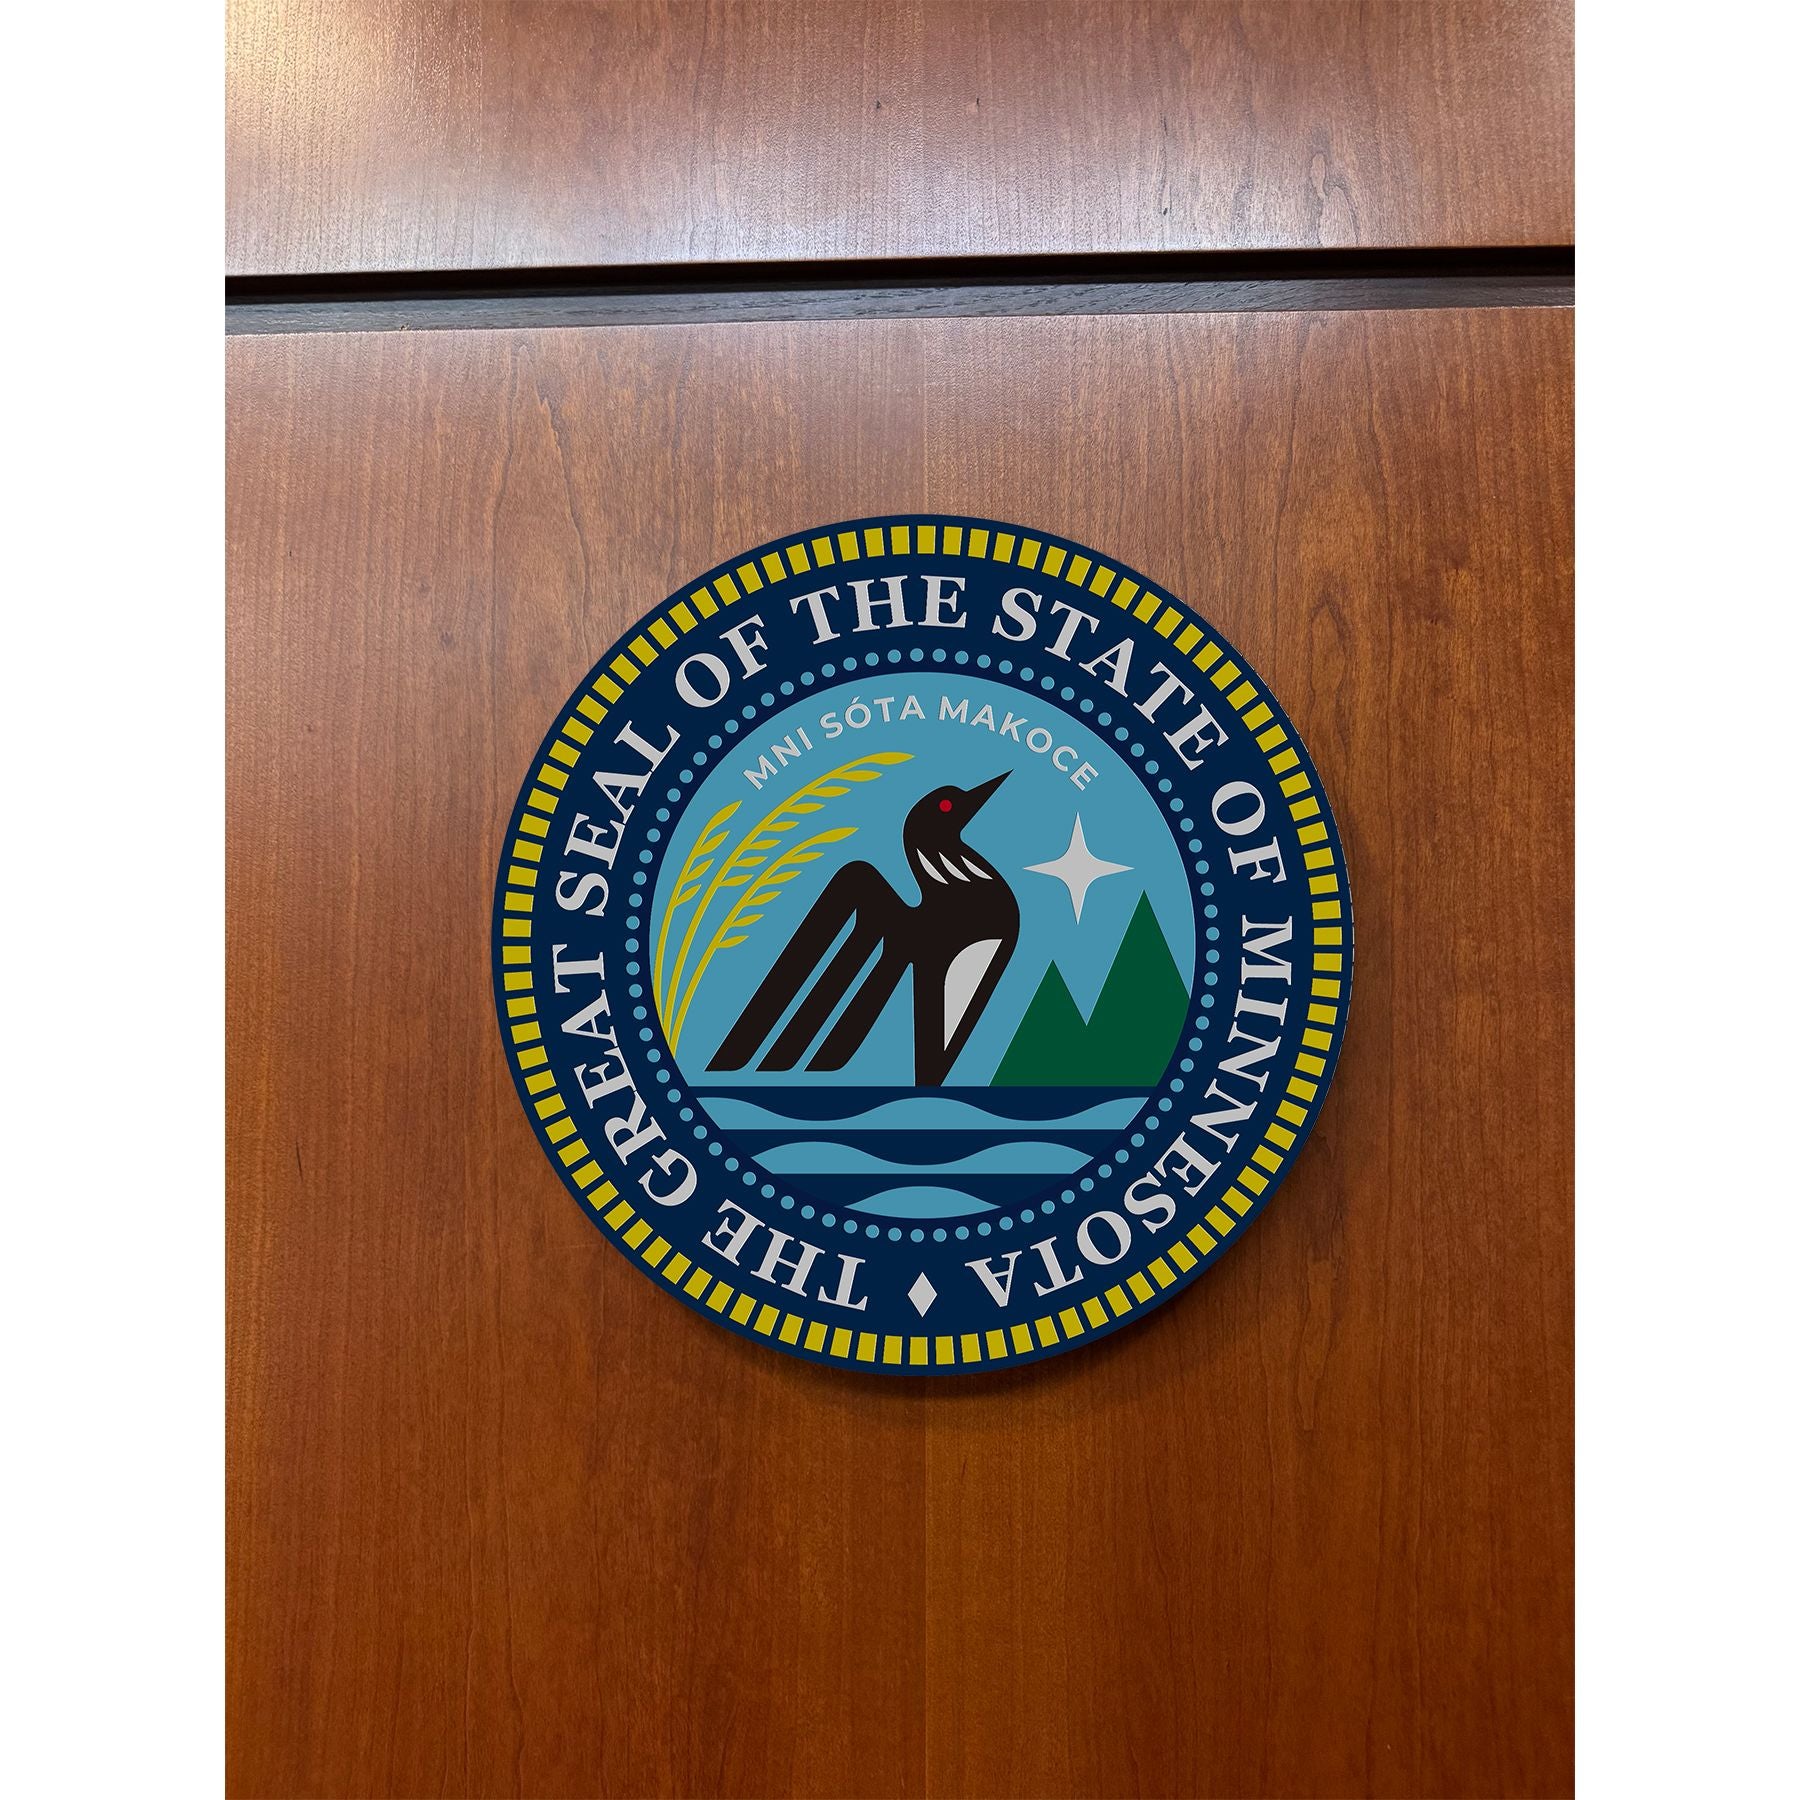 THE GREAT SEAL OF THE STATE OF MINNESOTA
MNI SÓTA MAKOCE